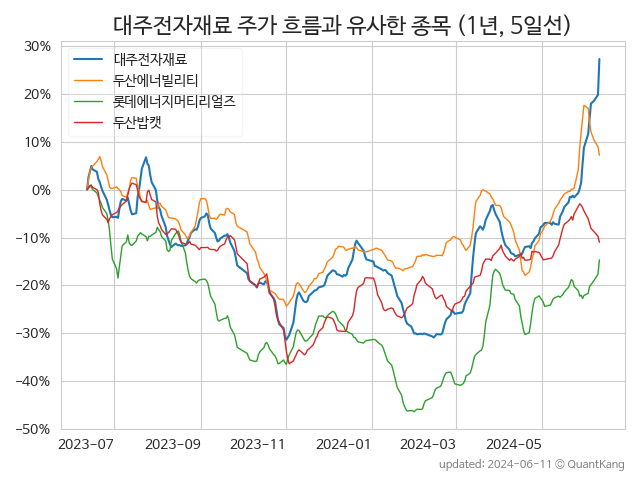 대주전자재료 주가 흐름과 유사한 종목 (1년, 5일선)
30%
20%
10%
0%
−10%
−20%
−30%
−40%
−50%
대주전자재료
두산에너빌리티
롯데에너지머티리얼즈
두산밥캣
2023-07
2023-09
2023-11
2024-01
2024-03
2024-05
updated: 2024-06-11 © QuantKang